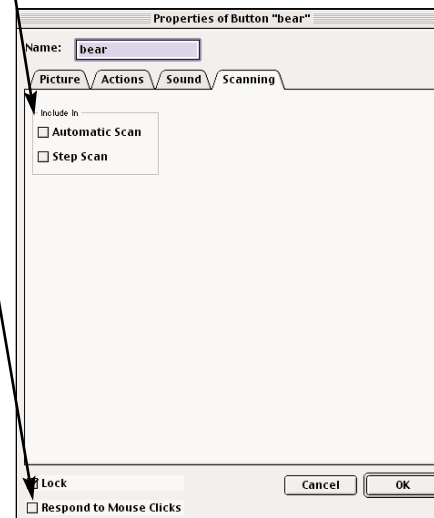 Properties of Button "bear"
Name: bear
Picture Actions Sound Scanning
Include In
Automatic Scan
Step Scan
Lock Cancel OK
Respond to Mouse Clicks